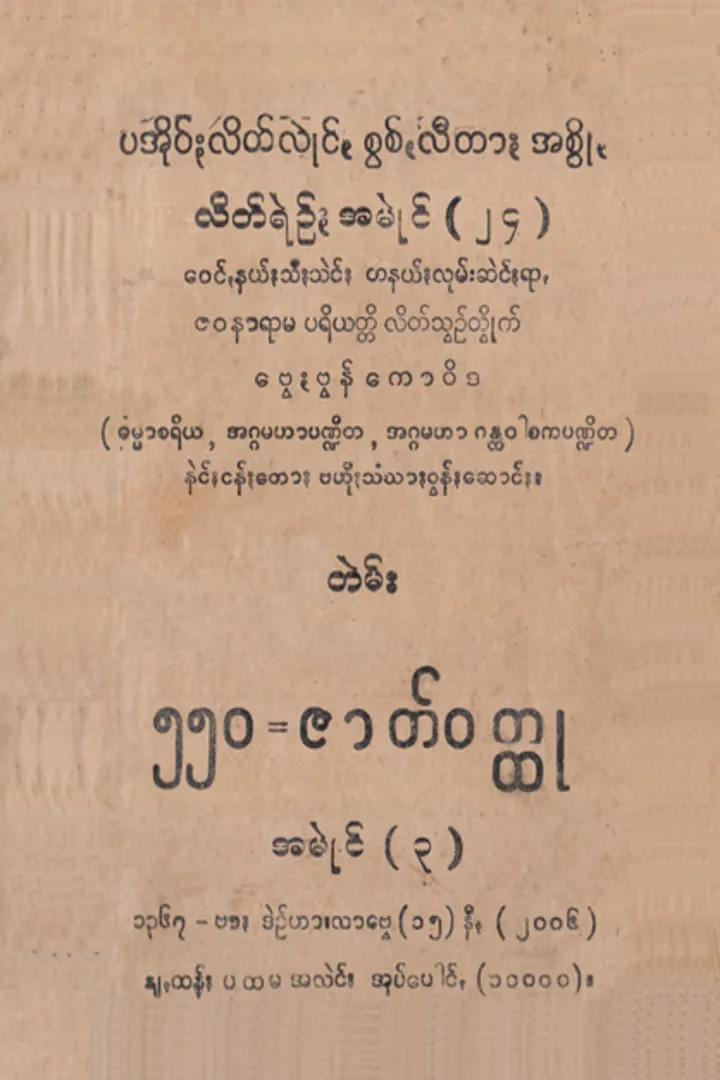 ပအိုဝ်ႏလိတ်လဲုင်ႇ စွစ်ႇလီတာႏ အစွိုႇ
လိတ်ရဲဉ်ႏ အမဲုင် (၂၄)
ဝေင်ႇနယ်ႏသီႏသဲင်ႏ ဟနယ်ႏလုမ်းဆဲင်ႏရာႇ
ဇဝနာရာမ ပရိယတ္တိ လိတ်သွဉ်တွိုက်
ဗွေႏဗွန် ကောဝိဒ
(ဓမ္မာစရိယ, အဂ္ဂမဟာပဏ္ဍိတ, အဂ္ဂမဟာ ဂန္ထဝါစကပဏ္ဍိတ)
နဲင်ႏငန်ႏတောႏ ဗဟိုႏသံဃာႏဝွန်ႏဆောင်ႏ။
တဲမ်း
၅၅၀=ဇာတ်ဝတ္ထု
အမဲုင် (၃)
၁၃၆၇ - ဗာႏ ဒဲဉ်ဟာႏလာဗွေ (၁၅) နီႇ (၂၀၀၆)
နျႇထန်ႏ ပထမ အလဲင်ႏ အုပ်ပေါင်ႇ (၁၀၀၀၀)။